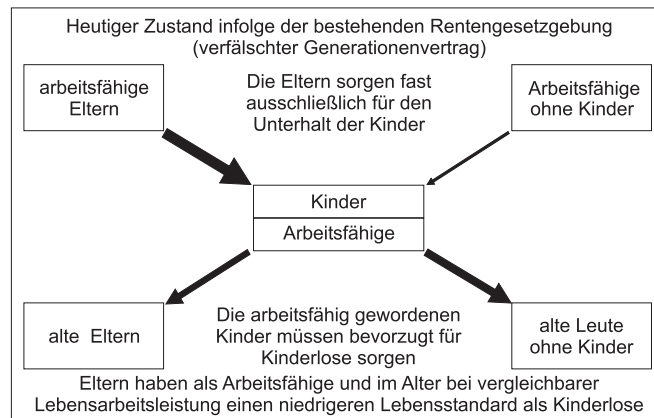 Heutiger Zustand infolge der bestehenden Rentengesetzgebung
(verfälschter Generationenvertrag)
arbeitsfähige
Eltern
Die Eltern sorgen fast
ausschließlich für den
Unterhalt der Kinder
Arbeitsfähige
ohne Kinder
Kinder
Arbeitsfähige
alte Eltern
Die arbeitsfähig gewordenen
Kinder müssen bevorzugt für
Kinderlose sorgen
alte Leute
ohne Kinder
Eltern haben als Arbeitsfähige und im Alter bei vergleichbarer
Lebensarbeitsleistung einen niedrigeren Lebensstandard als Kinderlose